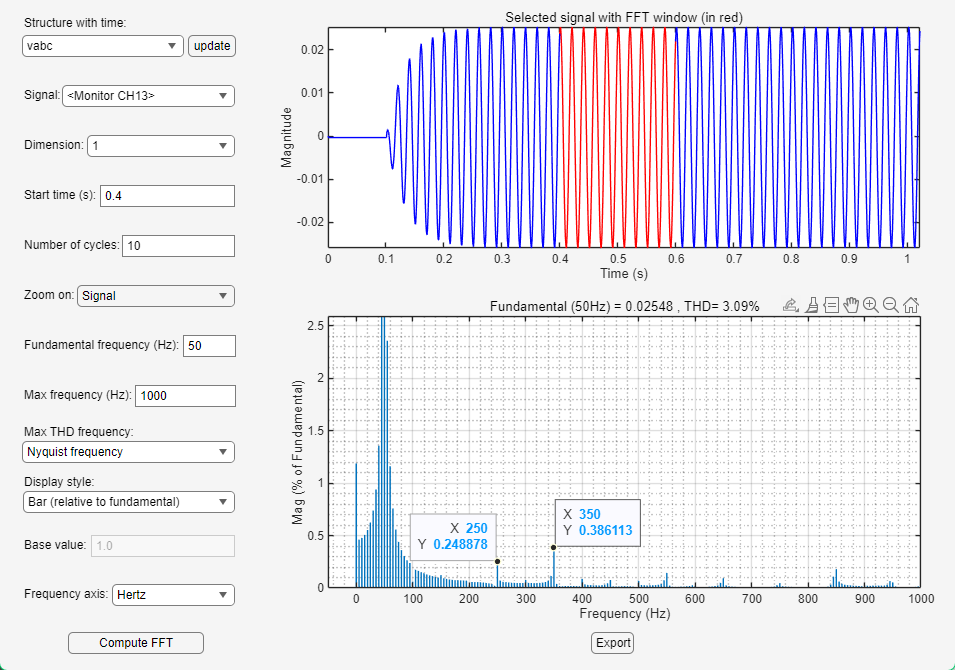 Structure with time:
vabc
update
Signal: <Monitor CH13>
Dimension: 1
Start time (s): 0.4
Number of cycles: 10
Zoom on: Signal
Fundamental frequency (Hz): 50
Max frequency (Hz): 1000
Max THD frequency:
Nyquist frequency
Display style:
Bar (relative to fundamental)
Base value: 1.0
Frequency axis: Hertz
Compute FFT
Selected signal with FFT window (in red)
Magnitude
0.02
0.01
0
-0.01
-0.02
0 0.1 0.2 0.3 0.4 0.5 0.6 0.7 0.8 0.9 1
Time (s)
Fundamental (50Hz) = 0.02548 , THD= 3.09%
Mag (% of Fundamental)
2.5
2
1.5
1
0.5
0
X 250
Y 0.248878
X 350
Y 0.386113
0 100 200 300 400 500 600 700 800 900 1000
Frequency (Hz)
Export